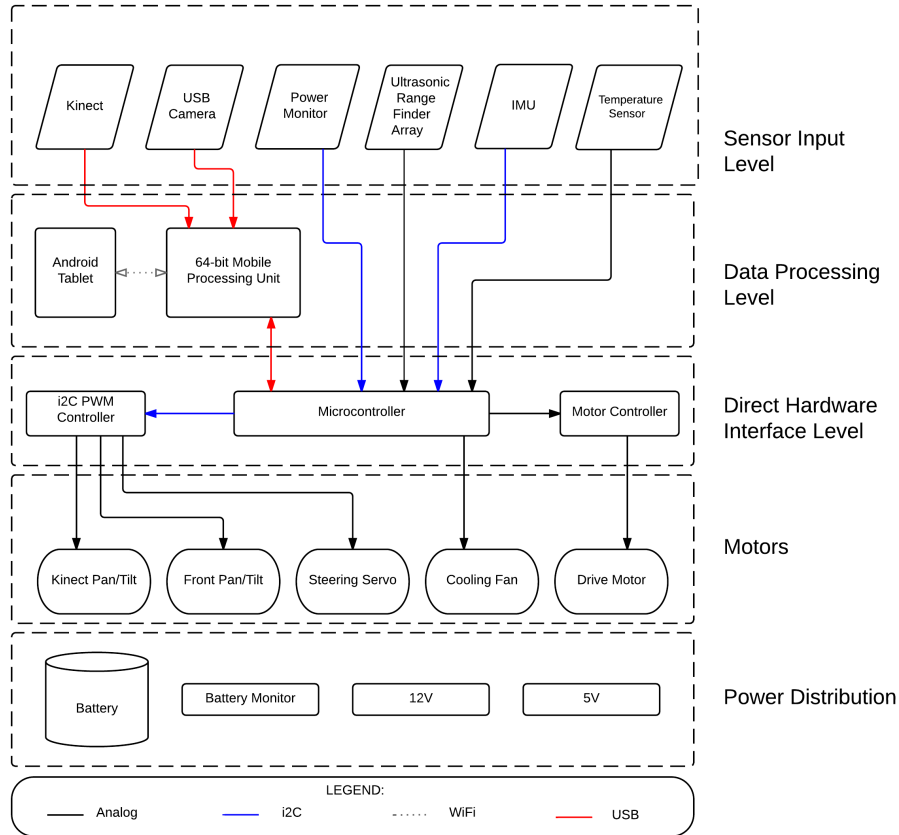 Kinect
USB
Camera
Power
Monitor
Ultrasonic
Range
Finder
Array
IMU
Temperature
Sensor
Sensor Input
Level
Android
Tablet
64-bit Mobile
Processing Unit
Data Processing
Level
i2C PWM
Controller
Microcontroller
Motor Controller
Direct Hardware
Interface Level
Kinect Pan/Tilt
Front Pan/Tilt
Steering Servo
Cooling Fan
Drive Motor
Motors
Battery
Battery Monitor
12V
5V
Power Distribution
LEGEND:
Analog
i2C
WiFi
USB